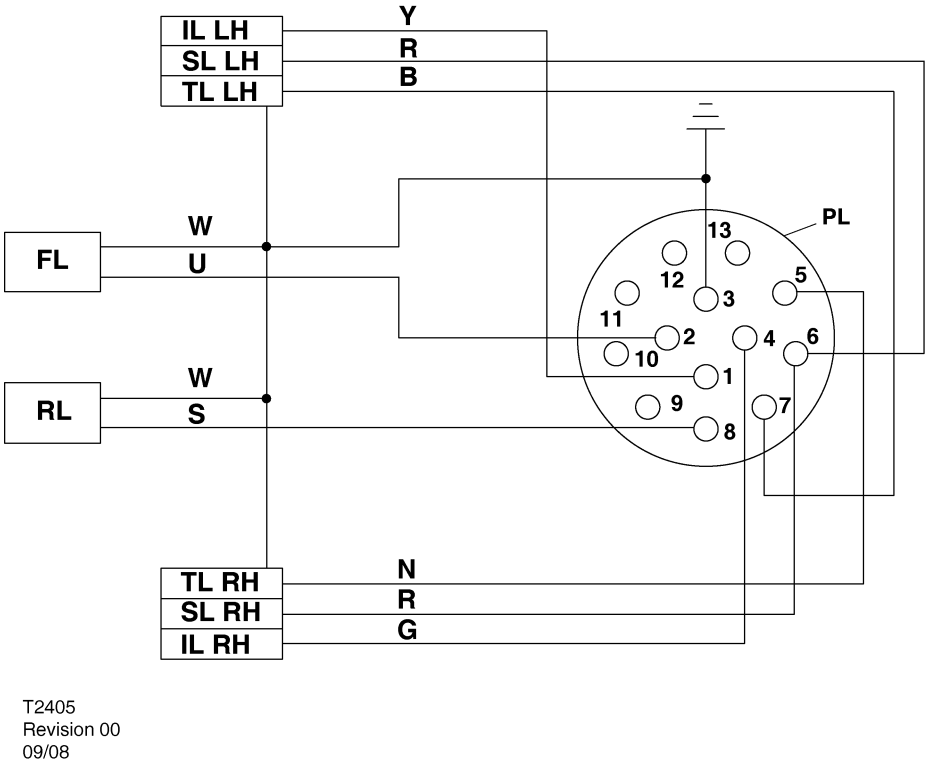 IL LH
Y
SL LH
R
TL LH
B
PL
13
12
5
11
3
FL
W
U
2
4
6
10
1
9
7
8
RL
W
S
TL RH
N
SL RH
R
IL RH
G
T2405
Revision 00
09/08